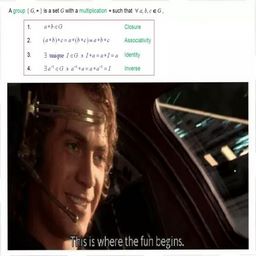 A group {G, *} is a set G with a multiplication * such that ∀ a, b, c ∈ G,
1. a*b ∈ G Closure
2. (a*b)*c=a*(b*c)=a*b*c Associativity
3. ∃ unique I ∈ G ∋ I*a=a*I=a Identity
4. ∃ a⁻¹ ∈ G ∋ a⁻¹*a=a*a⁻¹=I Inverse
This is where the fun begins.